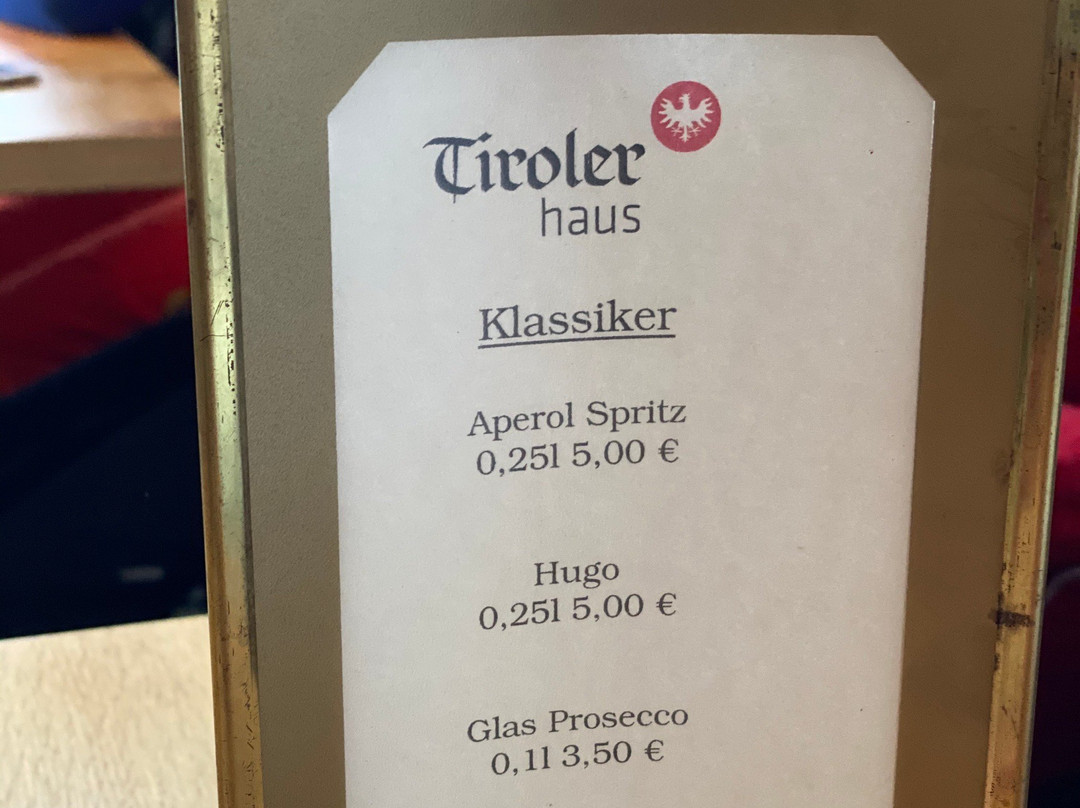 Tiroler
haus
Klassiker
Aperol Spritz
0,25l 5,00 €
Hugo
0,25l 5,00 €
Glas Prosecco
0,1l 3,50 €